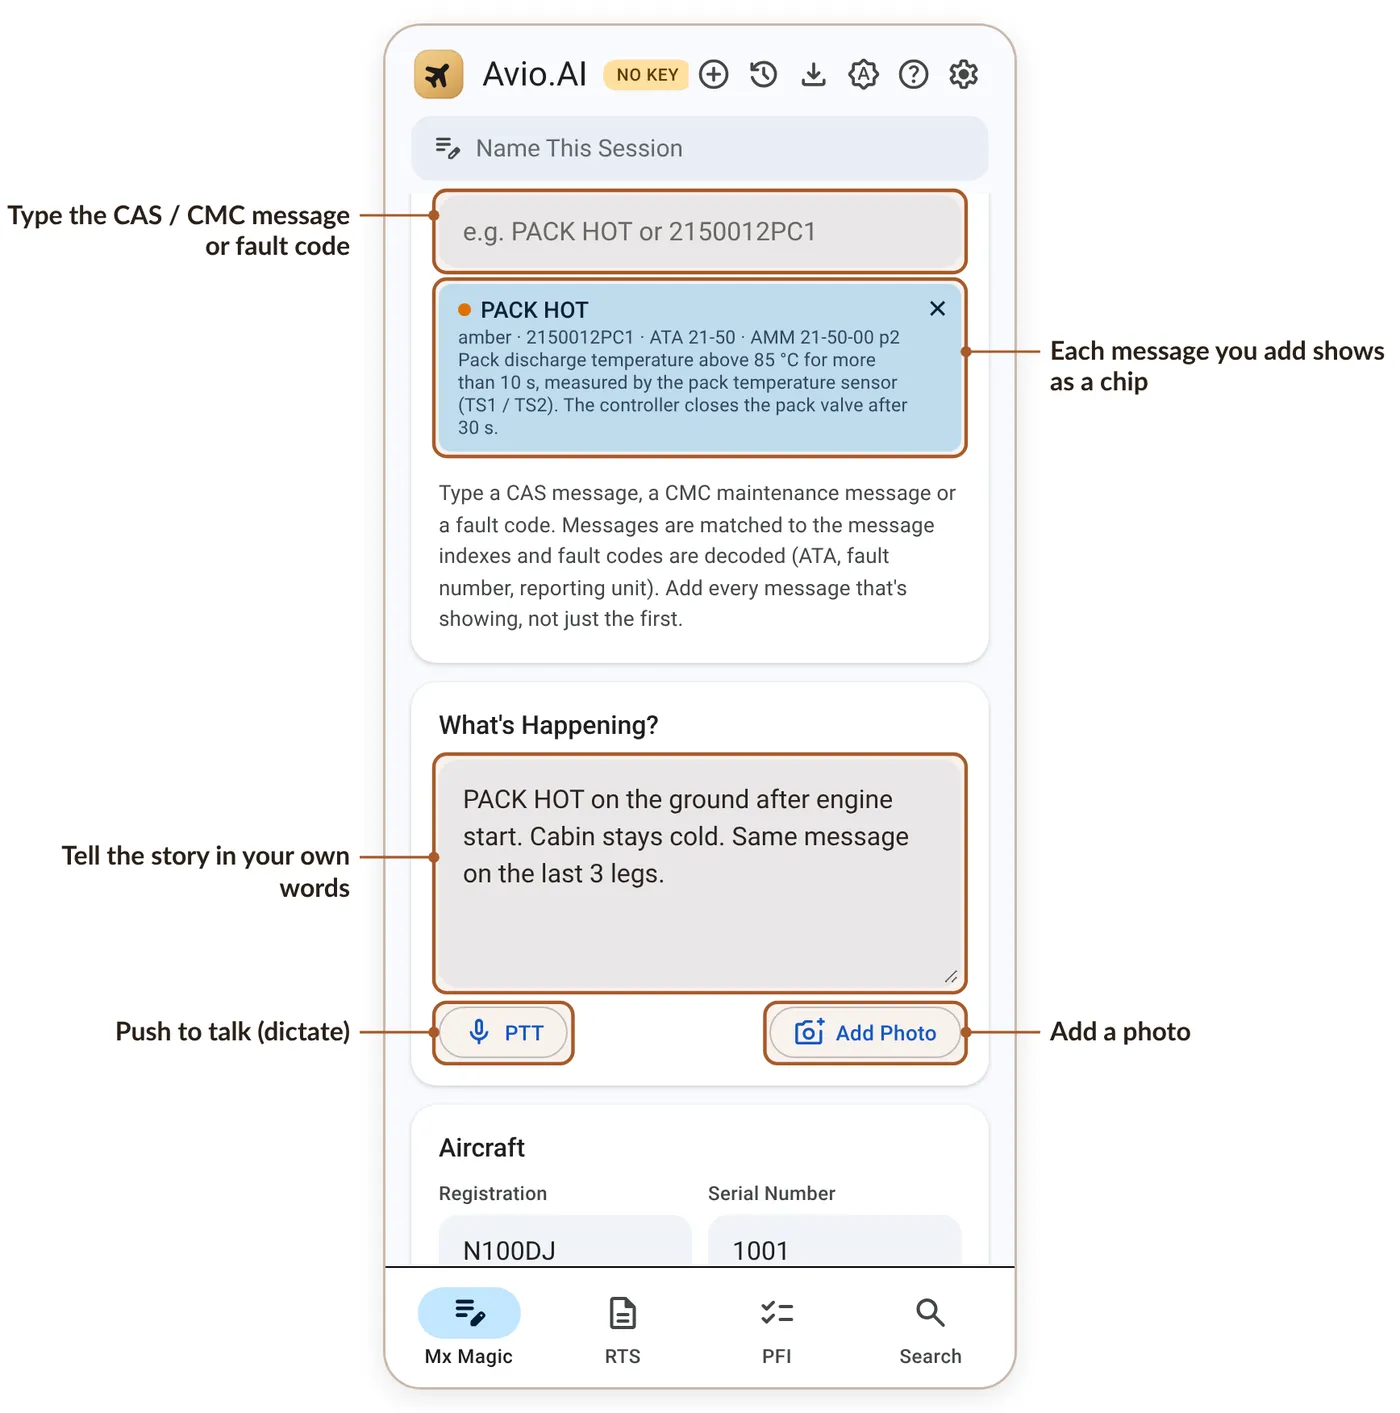 Avio.AI
NO KEY
A
?
Name This Session
Type the CAS / CMC message
or fault code
e.g. PACK HOT or 2150012PC1
PACK HOT
amber · 2150012PC1 · ATA 21-50 · AMM 21-50-00 p2
Pack discharge temperature above 85 °C for more
than 10 s, measured by the pack temperature sensor
(TS1 / TS2). The controller closes the pack valve after
30 s.
Each message you add shows
as a chip
Type a CAS message, a CMC maintenance message or
a fault code. Messages are matched to the message
indexes and fault codes are decoded (ATA, fault
number, reporting unit). Add every message that's
showing, not just the first.
What's Happening?
PACK HOT on the ground after engine
start. Cabin stays cold. Same message
on the last 3 legs.
Tell the story in your own
words
Push to talk (dictate)
PTT
Add Photo
Add a photo
Aircraft
Registration
Serial Number
N100DJ
1001
Mx Magic
RTS
PFI
Search